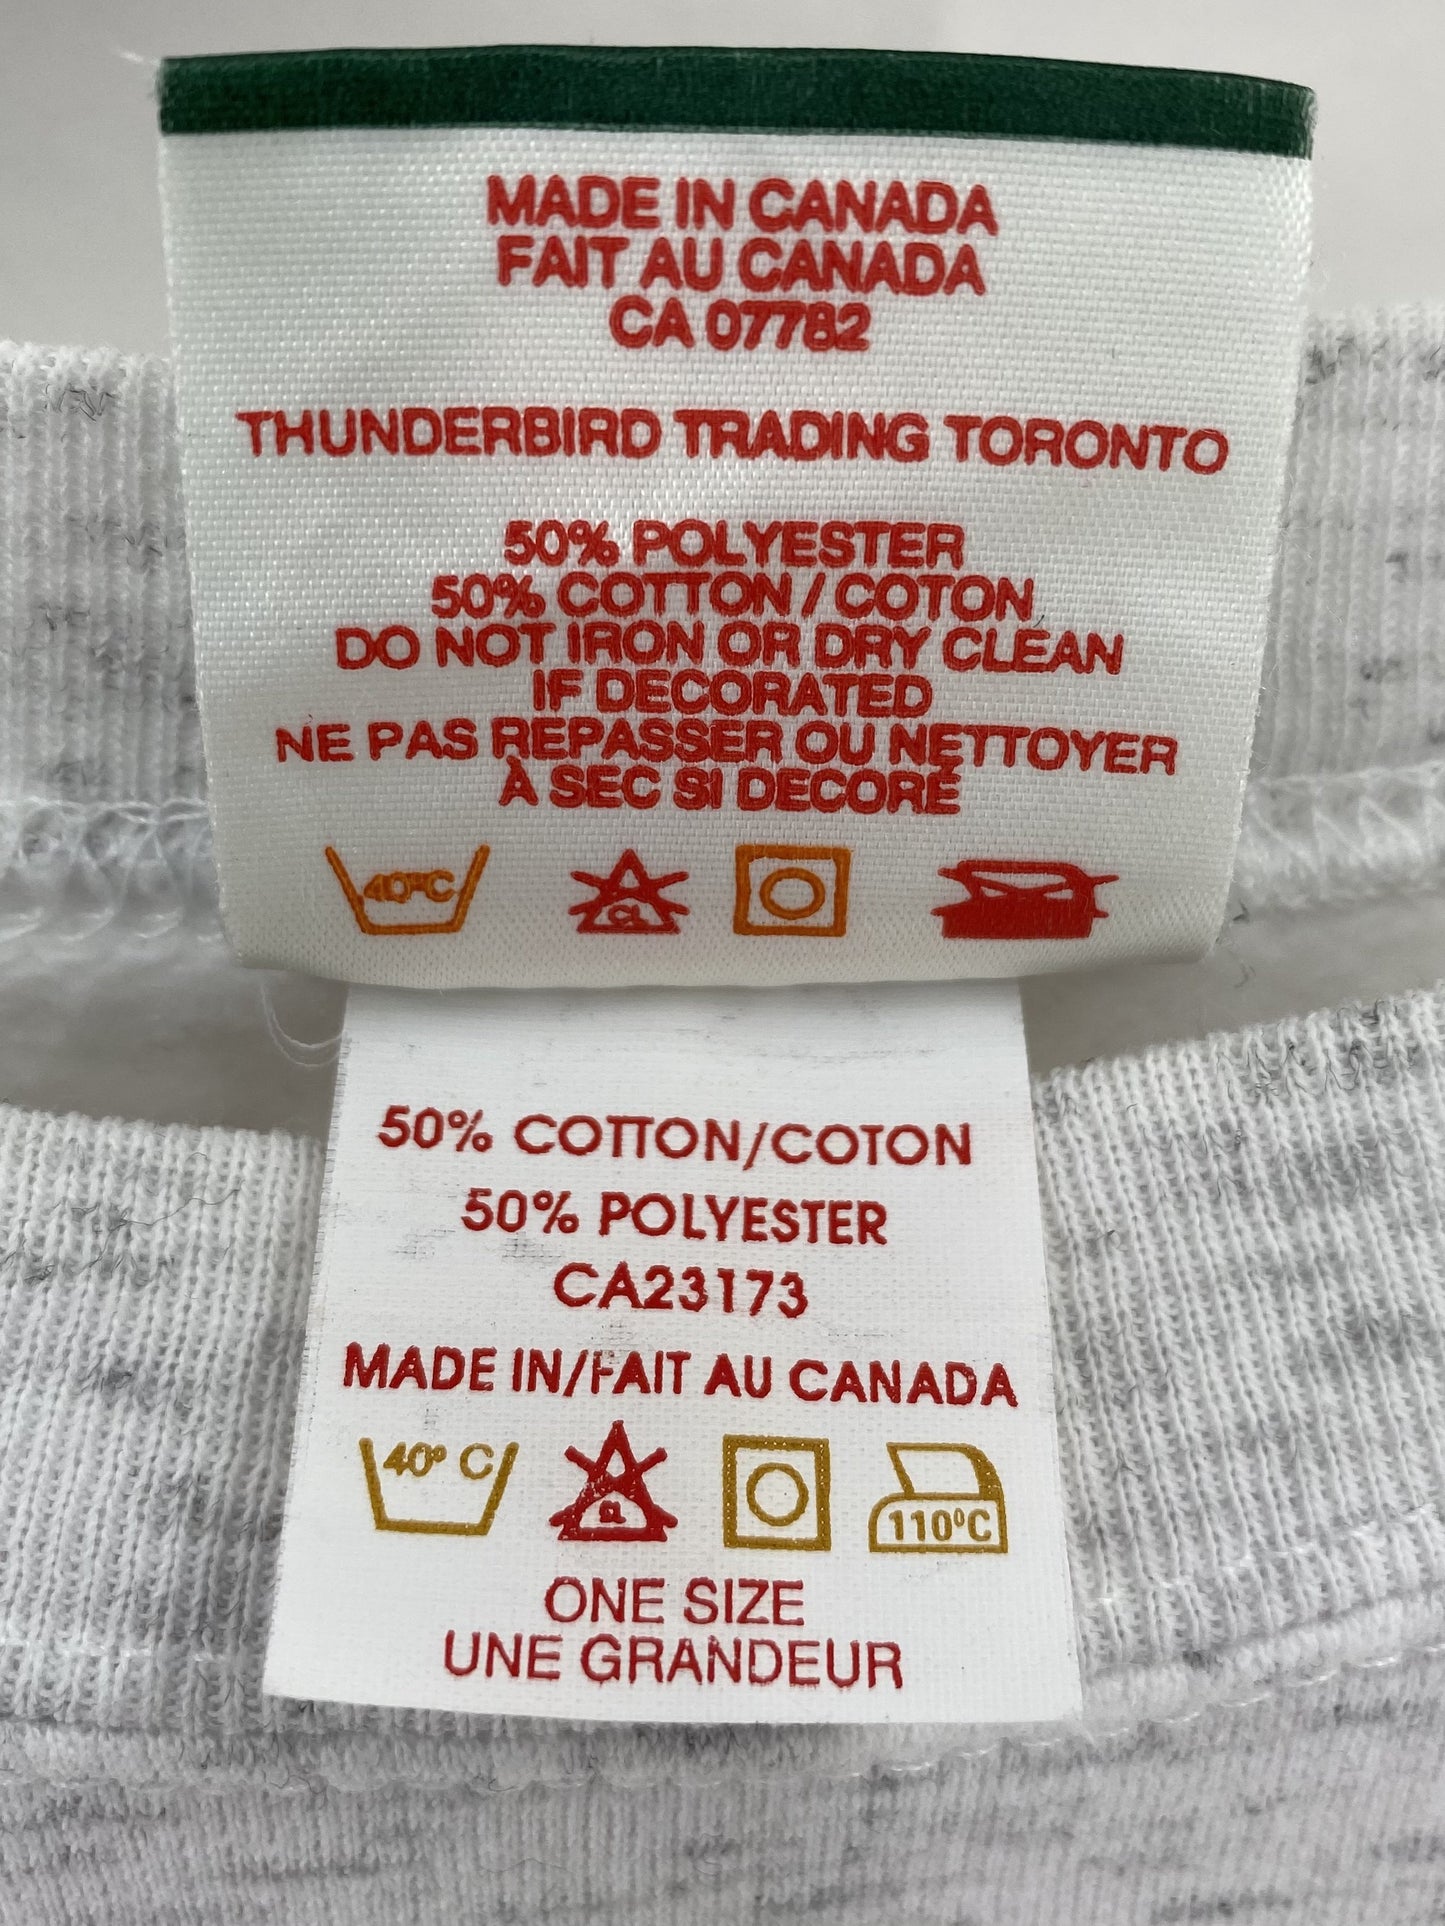 MADE IN CANADA
FAIT AU CANADA
CA 07782
THUNDERBIRD TRADING TORONTO
50% POLYESTER
50% COTTON / COTON
DO NOT IRON OR DRY CLEAN
IF DECORATED
NE PAS REPASSER OU NETTOYER
À SEC SI DECORÉ
40°C CL
50% COTTON/COTON
50% POLYESTER
CA23173
MADE IN/FAIT AU CANADA
40° C CL 110°C
ONE SIZE
UNE GRANDEUR